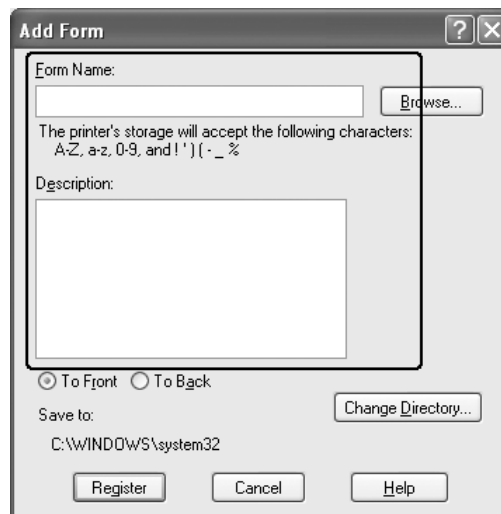 Add Form
? X
Form Name:
Browse...
The printer's storage will accept the following characters:
A-Z, a-z, 0-9, and ! ' ) ( - _ %
Description:
To Front To Back
Change Directory...
Save to:
C:\WINDOWS\system32
Register Cancel Help